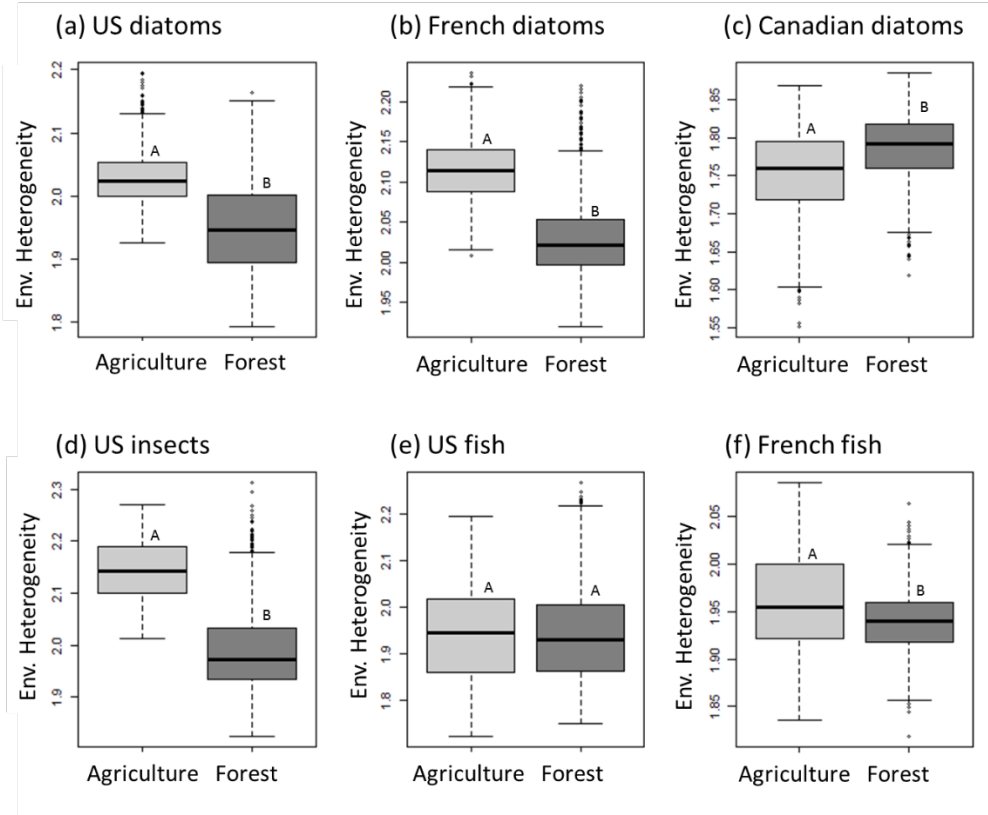 (a) US diatoms
(b) French diatoms
(c) Canadian diatoms
Env. Heterogeneity
2.2
2.1
2.0
1.9
1.8
A
B
Agriculture Forest
Env. Heterogeneity
2.20
2.15
2.10
2.05
2.00
1.95
A
B
Agriculture Forest
Env. Heterogeneity
1.85
1.80
1.75
1.70
1.65
1.60
1.55
A
B
Agriculture Forest
(d) US insects
(e) US fish
(f) French fish
Env. Heterogeneity
2.3
2.2
2.1
2.0
1.9
A
B
Agriculture Forest
Env. Heterogeneity
2.2
2.1
2.0
1.9
1.8
A
A
Agriculture Forest
Env. Heterogeneity
2.05
2.00
1.95
1.90
1.85
A
B
Agriculture Forest